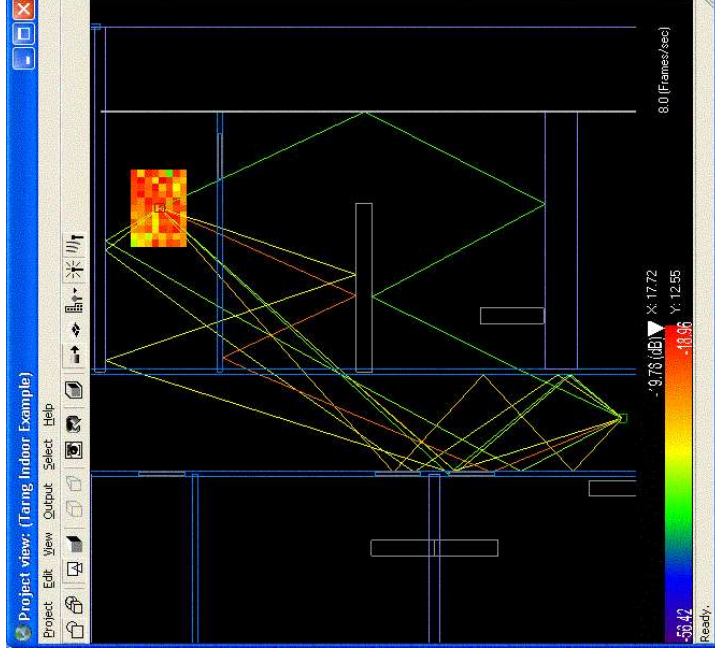 Project view: (Tarng Indoor Example)
Project Edit View Output Select Help
-19.76 (dB) X: 17.72
-56.42 -18.96 Y: 12.55
8.0 (Frames/sec)
Ready.